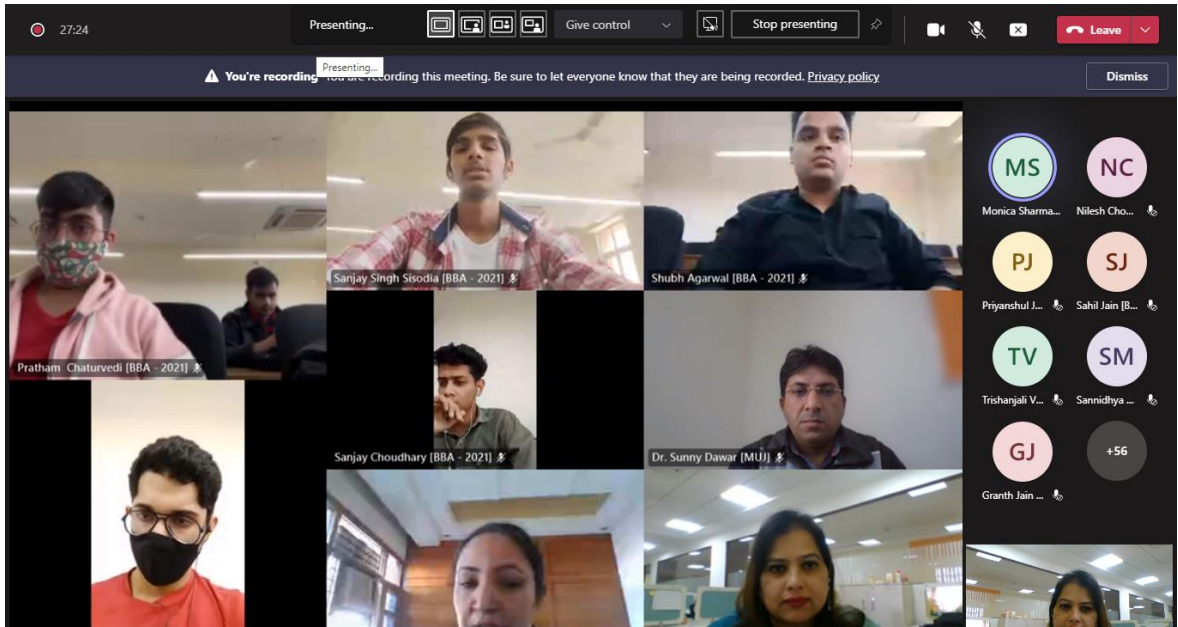 27:24
Presenting...
Give control
Stop presenting
Leave
Presenting...
You're recording You are recording this meeting. Be sure to let everyone know that they are being recorded. Privacy policy
Dismiss
Pratham Chaturvedi [BBA - 2021]
Sanjay Singh Sisodia [BBA - 2021]
Shubh Agarwal [BBA - 2021]
Sanjay Choudhary [BBA - 2021]
Dr. Sunny Dawar [MUJ]
MS
NC
Monica Sharma...
Nilesh Cho...
PJ
SJ
Priyanshul J...
Sahil Jain [B...
TV
SM
Trishanjali V...
Sannidhya ...
GJ
+56
Granth Jain ...